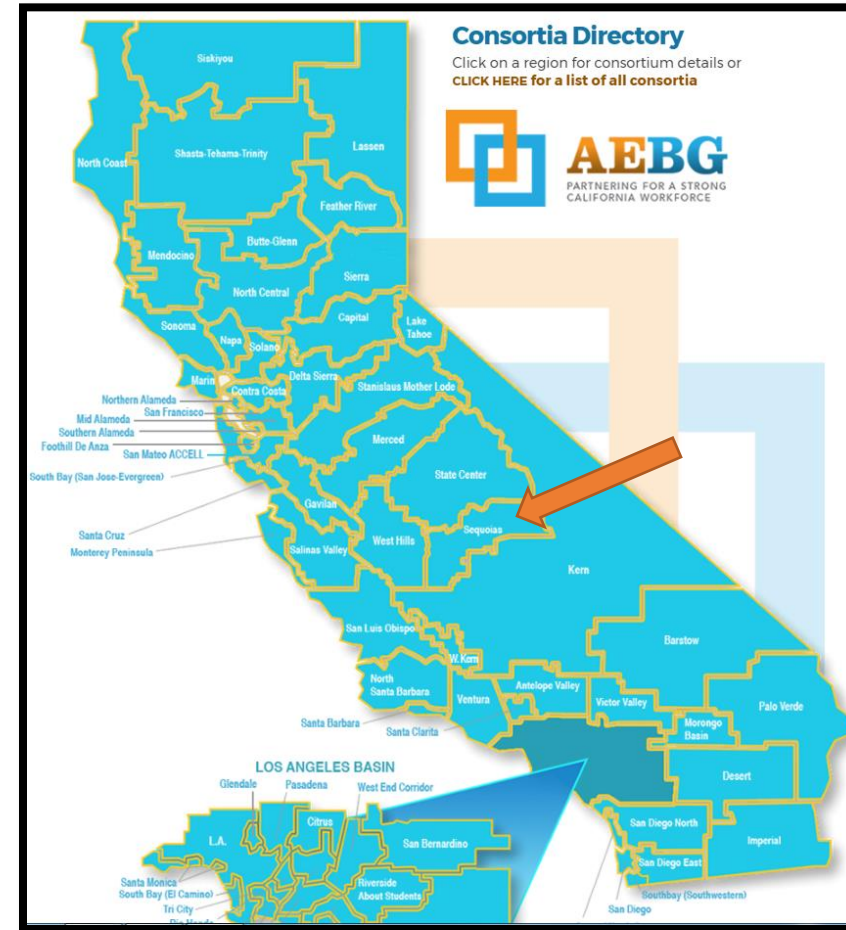 Consortia Directory
Click on a region for consortium details or
CLICK HERE for a list of all consortia
AEBG
PARTNERING FOR A STRONG
CALIFORNIA WORKFORCE
Siskiyou
North Coast
Shasta-Tehama-Trinity
Lassen
Feather River
Butte-Glenn
Mendocino
North Central
Sierra
Sonoma
Napa
Solano
Capital
Lake
Tahoe
Marin
Contra Costa
Delta Sierra
Stanislaus Mother Lode
Northern Alameda
San Francisco
Mid Alameda
Southern Alameda
Foothill De Anza
San Mateo ACCELL
South Bay (San Jose-Evergreen)
Merced
State Center
Gavilan
Santa Cruz
Monterey Peninsula
Salinas Valley
West Hills
Sequoias
Kern
San Luis Obispo
W. Kern
Barstow
North
Santa Barbara
Ventura
Antelope Valley
Victor Valley
Palo Verde
Morongo
Basin
Santa Barbara
Santa Clarita
Desert
LOS ANGELES BASIN
Glendale
Pasadena
West End Corridor
L.A.
Citrus
San Bernardino
San Diego North
Imperial
San Diego East
Santa Monica
South Bay (El Camino)
Tri City
Riverside
About Students
Southbay (Southwestern)
San Diego